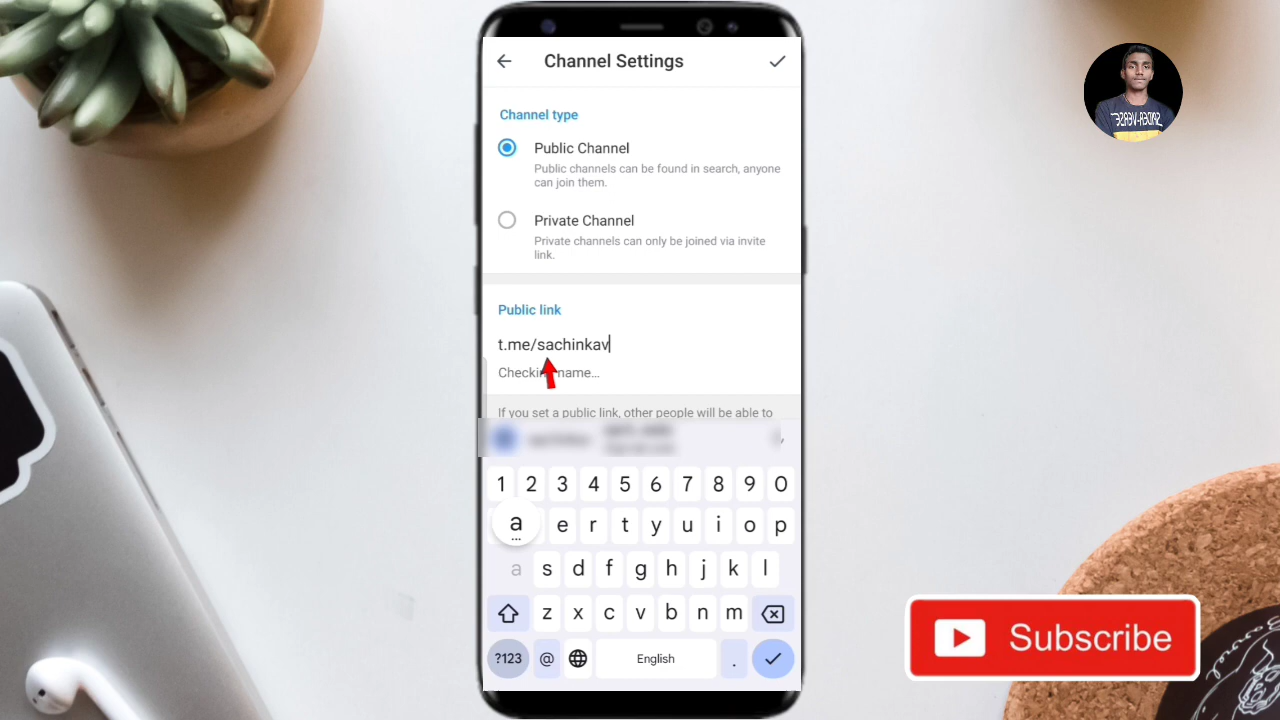 Channel Settings
Channel type
Public Channel
Public channels can be found in search, anyone
can join them.
Private Channel
Private channels can only be joined via invite
link.
Public link
t.me/sachinkav
Checking name...
If you set a public link, other people will be able to
1 2 3 4 5 6 7 8 9 0
a e r t y u i o p
a s d f g h j k l
z x c v b n m
?123 @ English .
Subscribe